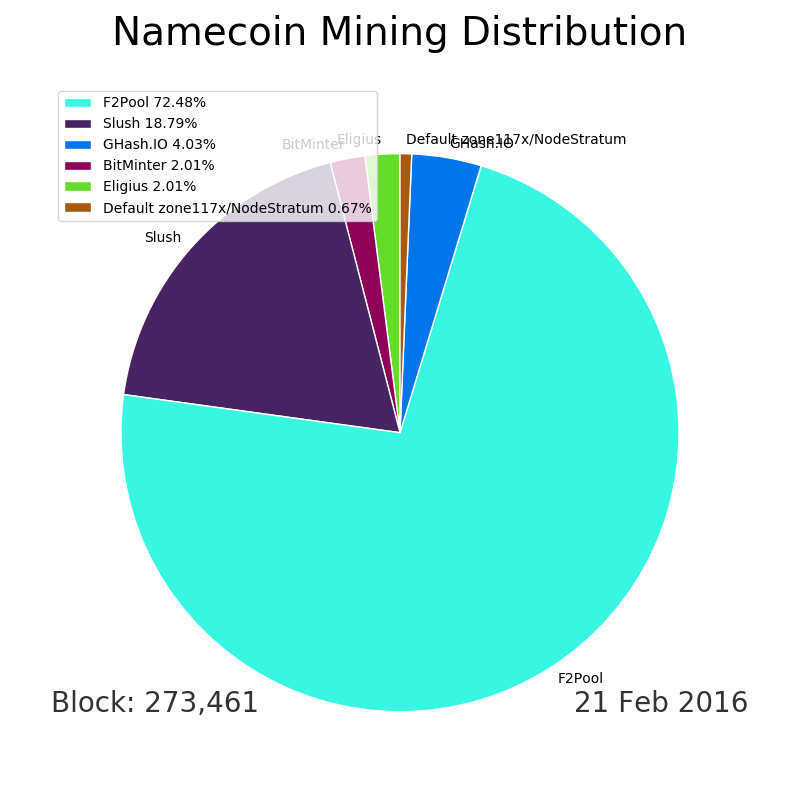 Namecoin Mining Distribution
F2Pool 72.48%
Slush 18.79%
GHash.IO 4.03%
BitMinter 2.01%
Eligius 2.01%
Default zone117x/NodeStratum 0.67%
Eligius
Default zone117x/NodeStratum
BitMinter
GHash.IO
Slush
F2Pool
Block: 273,461
21 Feb 2016